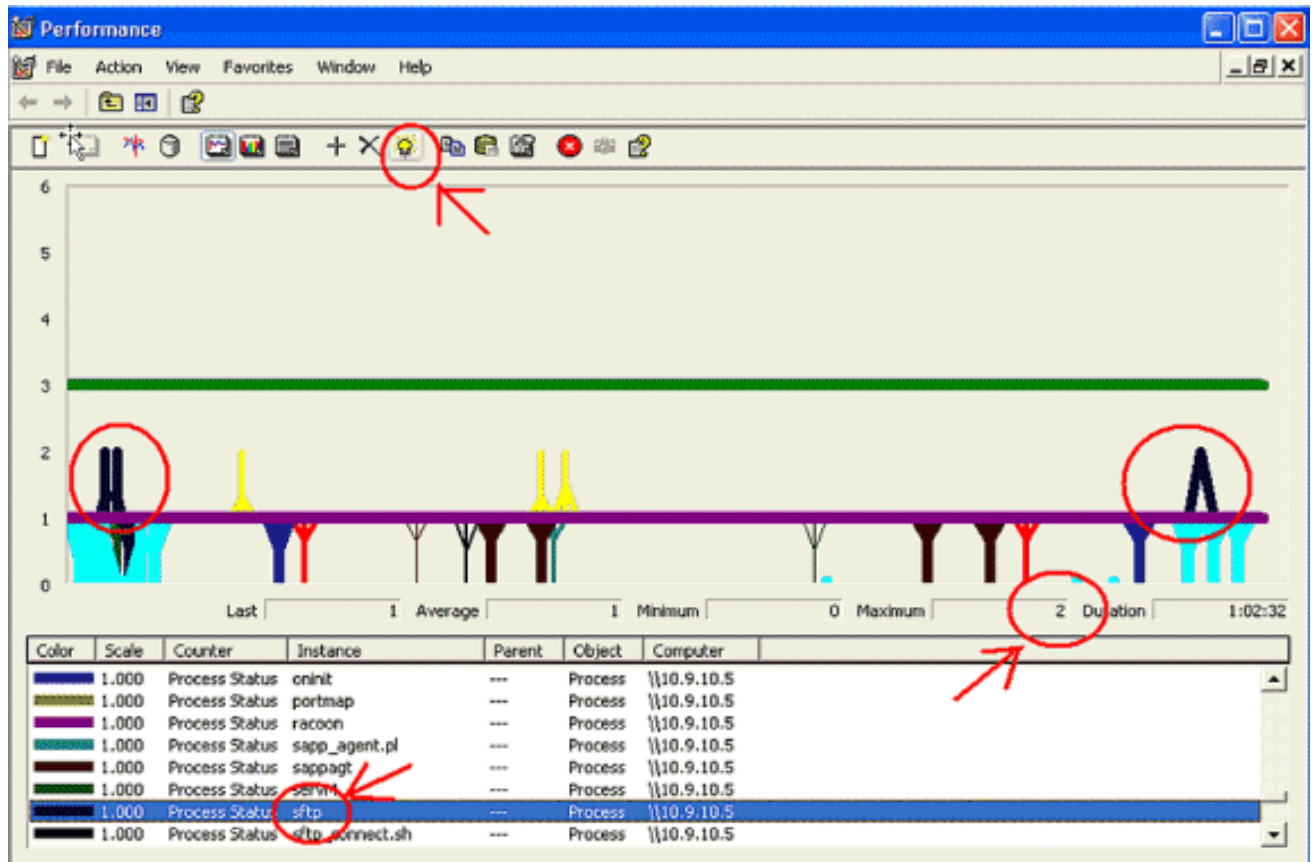 Performance
File Action View Favorites Window Help
6
5
4
3
2
1
0
Last 1 Average 1 Minimum 0 Maximum 2 Duration 1:02:32
Color Scale Counter Instance Parent Object Computer
1.000 Process Status oninit --- Process \\10.9.10.5
1.000 Process Status portmap --- Process \\10.9.10.5
1.000 Process Status racoon --- Process \\10.9.10.5
1.000 Process Status sapp_agent.pl --- Process \\10.9.10.5
1.000 Process Status sappagt --- Process \\10.9.10.5
1.000 Process Status servM --- Process \\10.9.10.5
1.000 Process Status sftp --- Process \\10.9.10.5
1.000 Process Status sftp_connect.sh --- Process \\10.9.10.5